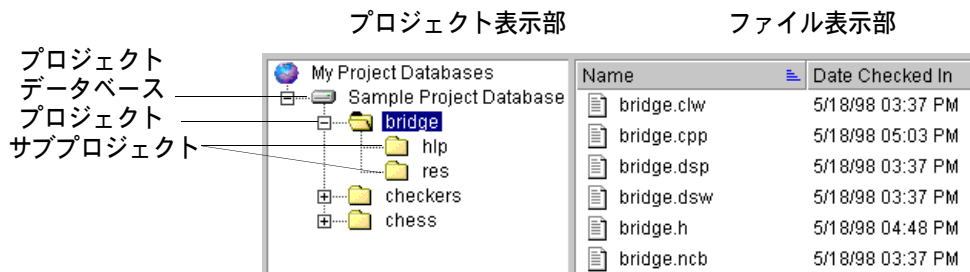 プロジェクト表示部
ファイル表示部
プロジェクト
データベース
プロジェクト
サブプロジェクト
My Project Databases
Sample Project Database
bridge
hlp
res
checkers
chess
Name Date Checked In
bridge.clw 5/18/98 03:37 PM
bridge.cpp 5/18/98 05:03 PM
bridge.dsp 5/18/98 03:37 PM
bridge.dsw 5/18/98 03:37 PM
bridge.h 5/18/98 04:48 PM
bridge.ncb 5/18/98 03:37 PM